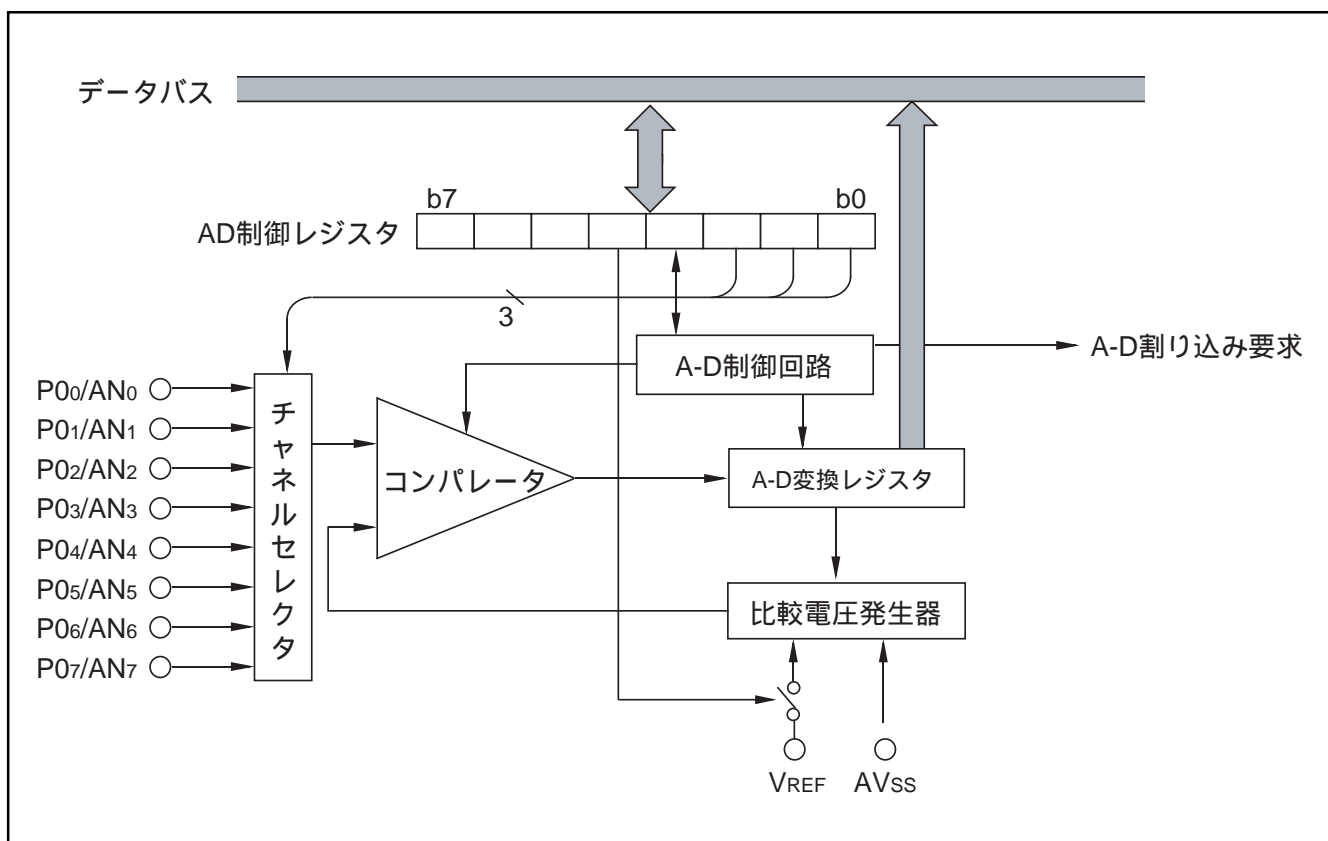 データバス
b7 b0
AD制御レジスタ
3
A-D制御回路
A-D割り込み要求
P00/AN0
P01/AN1
P02/AN2
P03/AN3
P04/AN4
P05/AN5
P06/AN6
P07/AN7
チャネルセレクタ
コンパレータ
A-D変換レジスタ
比較電圧発生器
VREF AVSS